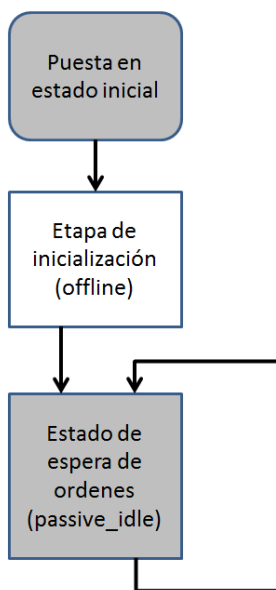 Puesta en
estado inicial
Etapa de
inicialización
(offline)
Estado de
espera de
ordenes
(passive_idle)